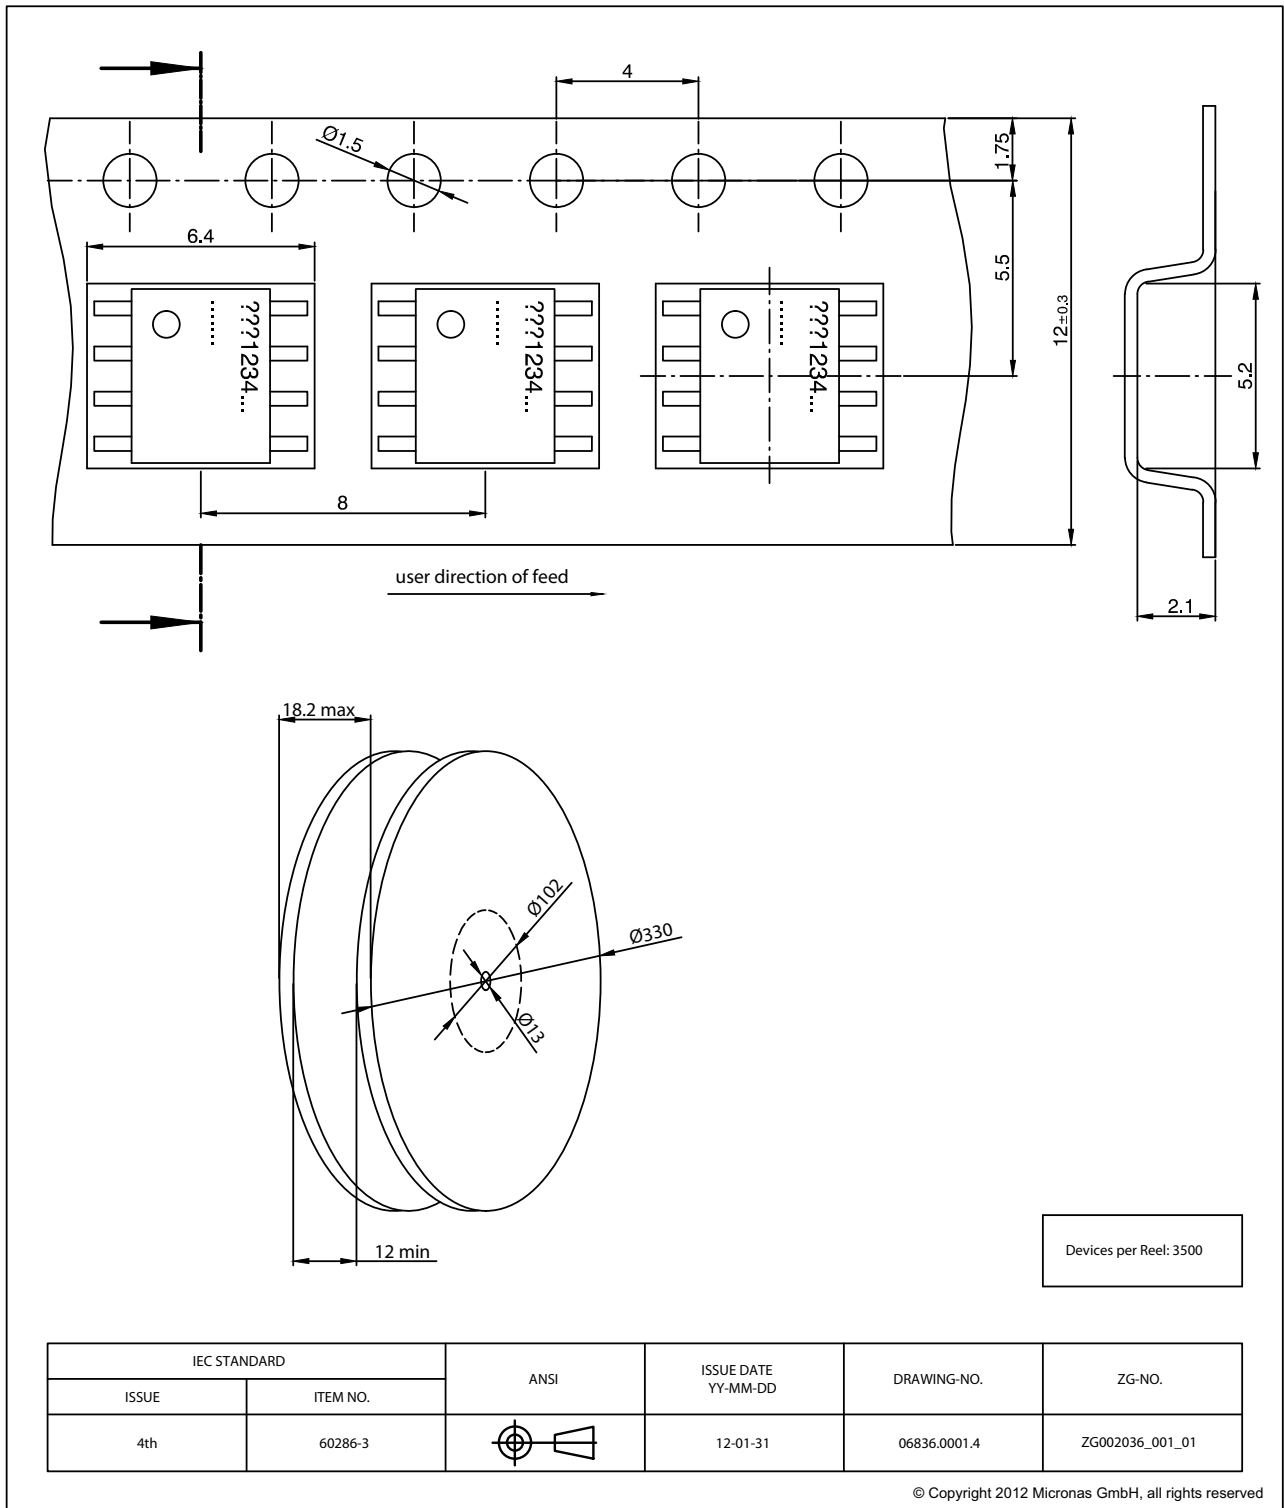 4
Ø1.5
1.75
6.4
5.5
12±0.3
???1234...
.......
???1234...
.......
???1234...
.......
5.2
8
user direction of feed
2.1
18.2 max
Ø102
Ø330
Ø13
12 min
Devices per Reel: 3500
IEC STANDARD
ANSI
ISSUE DATE
YY-MM-DD
DRAWING-NO.
ZG-NO.
ISSUE
ITEM NO.
4th
60286-3
12-01-31
06836.0001.4
ZG002036_001_01
© Copyright 2012 Micronas GmbH, all rights reserved